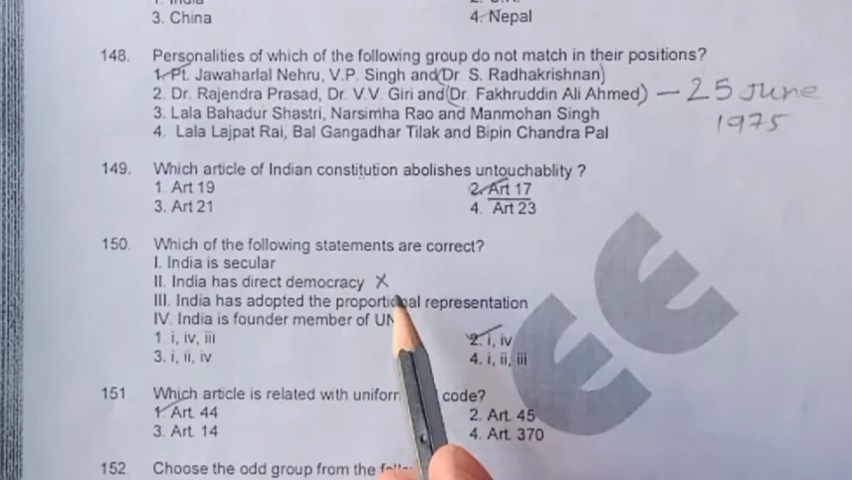 3. China 4. Nepal
148. Personalities of which of the following group do not match in their positions?
1. Pt. Jawaharlal Nehru, V.P. Singh and (Dr. S. Radhakrishnan)
2. Dr. Rajendra Prasad, Dr. V.V. Giri and (Dr. Fakhruddin Ali Ahmed) — 25 June
1975
3. Lala Bahadur Shastri, Narsimha Rao and Manmohan Singh
4. Lala Lajpat Rai, Bal Gangadhar Tilak and Bipin Chandra Pal
149. Which article of Indian constitution abolishes untouchablity ?
1. Art 19 2. Art 17
3. Art 21 4. Art 23
150. Which of the following statements are correct?
I. India is secular
II. India has direct democracy X
III. India has adopted the proportional representation
IV. India is founder member of UN
1. i, iv, iii 2. i, iv
3. i, ii, iv 4. i, ii, iii
151 Which article is related with uniform code?
1. Art. 44 2. Art. 45
3. Art. 14 4. Art. 370
152. Choose the odd group from the